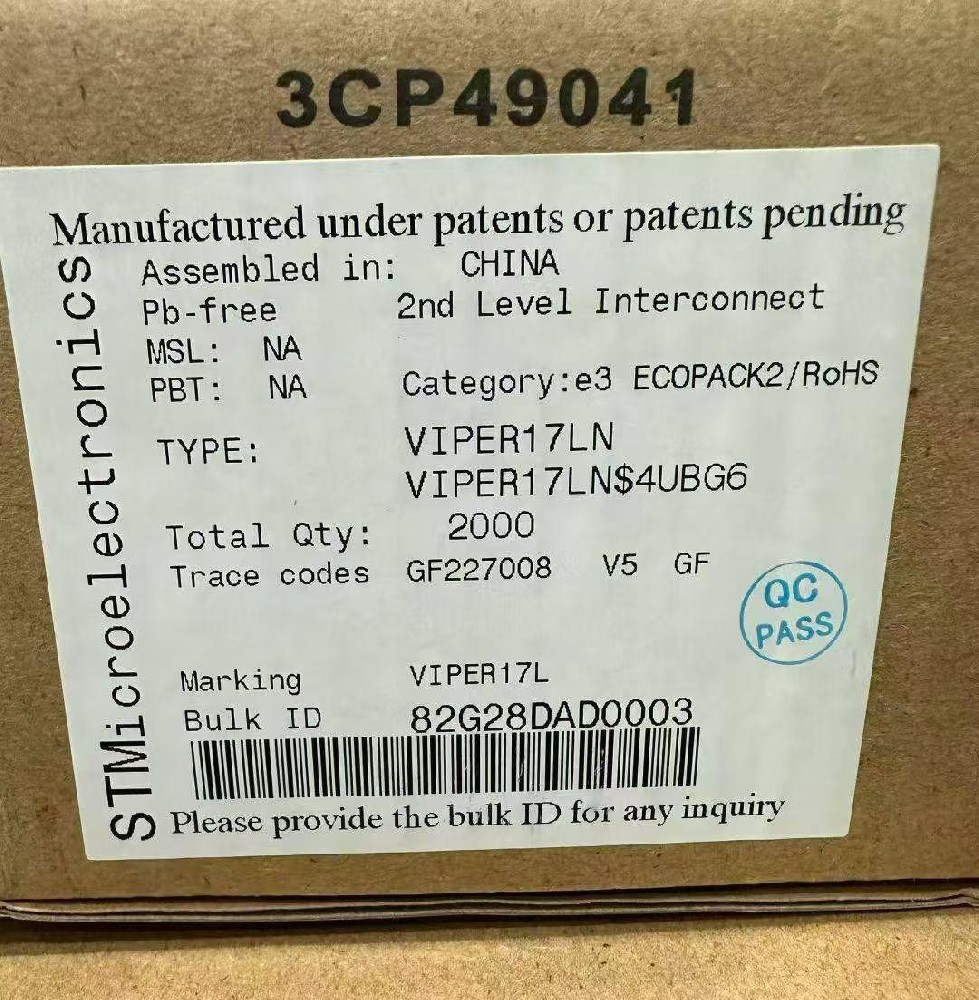 3CP49041
Manufactured under patents or patents pending
STMicroelectronics
Assembled in: CHINA
Pb-free 2nd Level Interconnect
MSL: NA
PBT: NA Category:e3 ECOPACK2/RoHS
TYPE: VIPER17LN
VIPER17LN$4UBG6
Total Qty: 2000
Trace codes GF227008 V5 GF
QC
PASS
Marking VIPER17L
Bulk ID 82G28DAD0003
Please provide the bulk ID for any inquiry